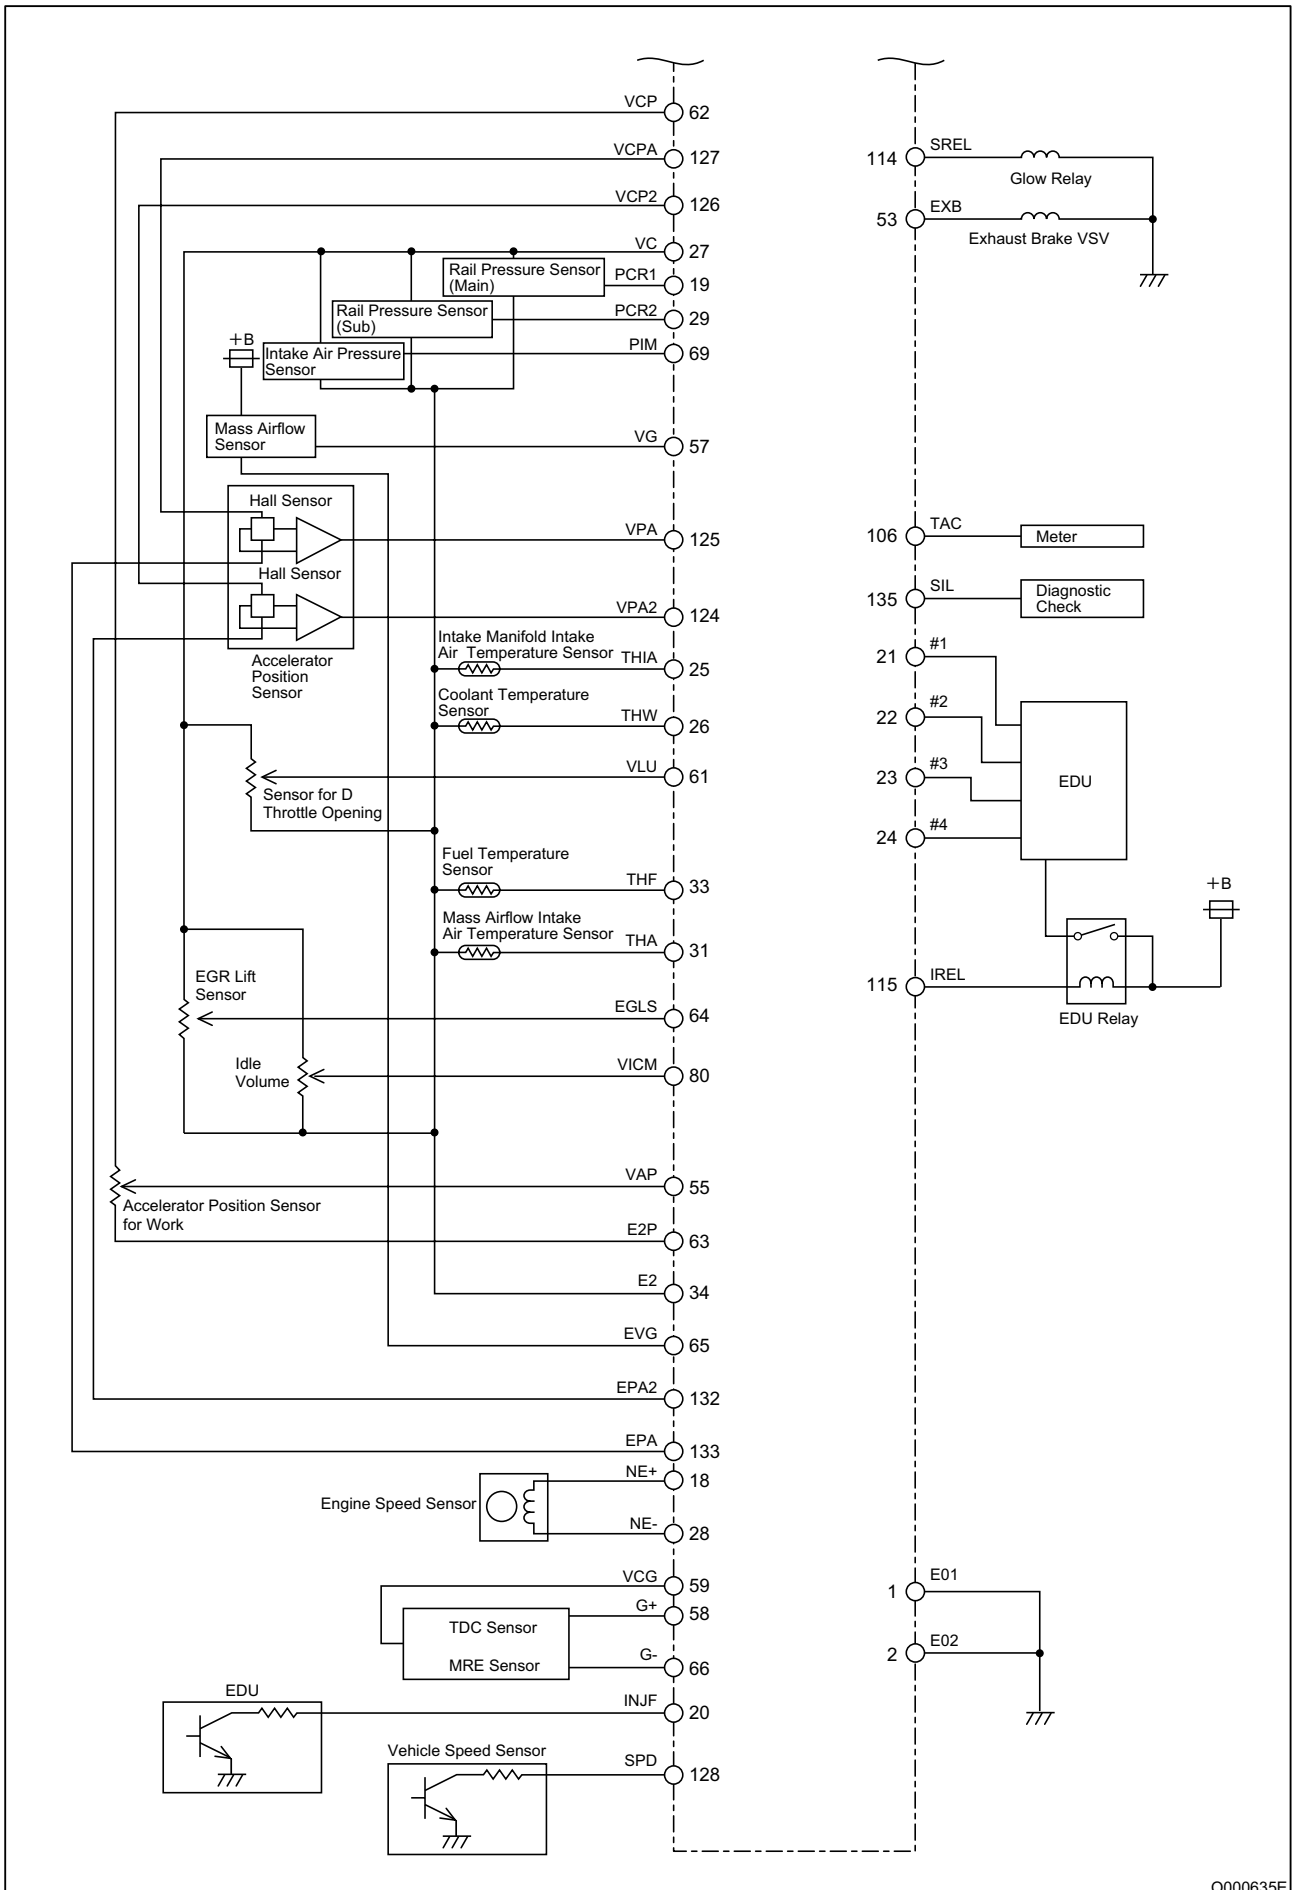 VCP
62
VCPA
127
VCP2
126
VC
27
Rail Pressure Sensor
(Main)
PCR1
19
Rail Pressure Sensor
(Sub)
PCR2
29
+B
Intake Air Pressure
Sensor
PIM
69
Mass Airflow
Sensor
VG
57
Hall Sensor
VPA
125
Hall Sensor
VPA2
124
Accelerator
Position
Sensor
Intake Manifold Intake
Air Temperature Sensor
THIA
25
Coolant Temperature
Sensor
THW
26
VLU
61
Sensor for D
Throttle Opening
Fuel Temperature
Sensor
THF
33
Mass Airflow Intake
Air Temperature Sensor
THA
31
EGR Lift
Sensor
EGLS
64
Idle
Volume
VICM
80
VAP
55
Accelerator Position Sensor
for Work
E2P
63
E2
34
EVG
65
EPA2
132
EPA
133
Engine Speed Sensor
NE+
18
NE-
28
VCG
59
TDC Sensor
G+
58
MRE Sensor
G-
66
EDU
INJF
20
Vehicle Speed Sensor
SPD
128
114
SREL
Glow Relay
53
EXB
Exhaust Brake VSV
106
TAC
Meter
135
SIL
Diagnostic
Check
21
#1
22
#2
23
#3
24
#4
EDU
+B
115
IREL
EDU Relay
1
E01
2
E02
Q000635E